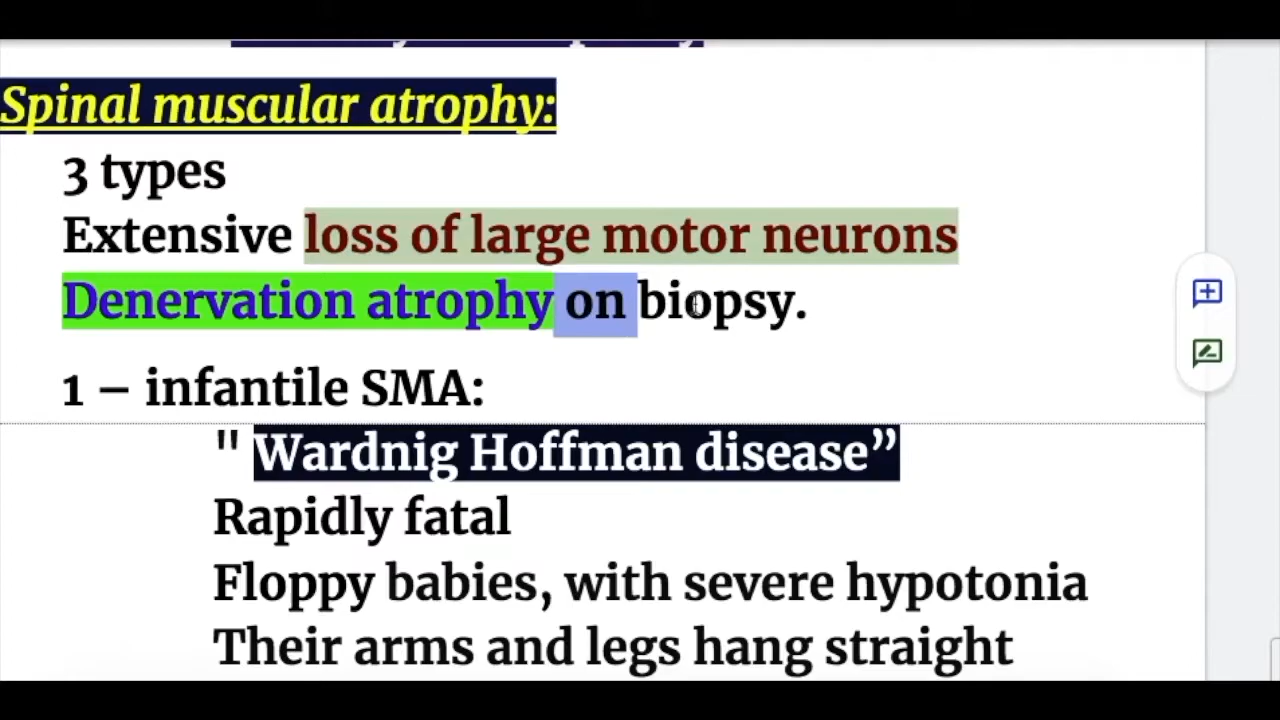 Spinal muscular atrophy:
3 types
Extensive loss of large motor neurons
Denervation atrophy on biopsy.
1 – infantile SMA:
" Wardnig Hoffman disease”
Rapidly fatal
Floppy babies, with severe hypotonia
Their arms and legs hang straight